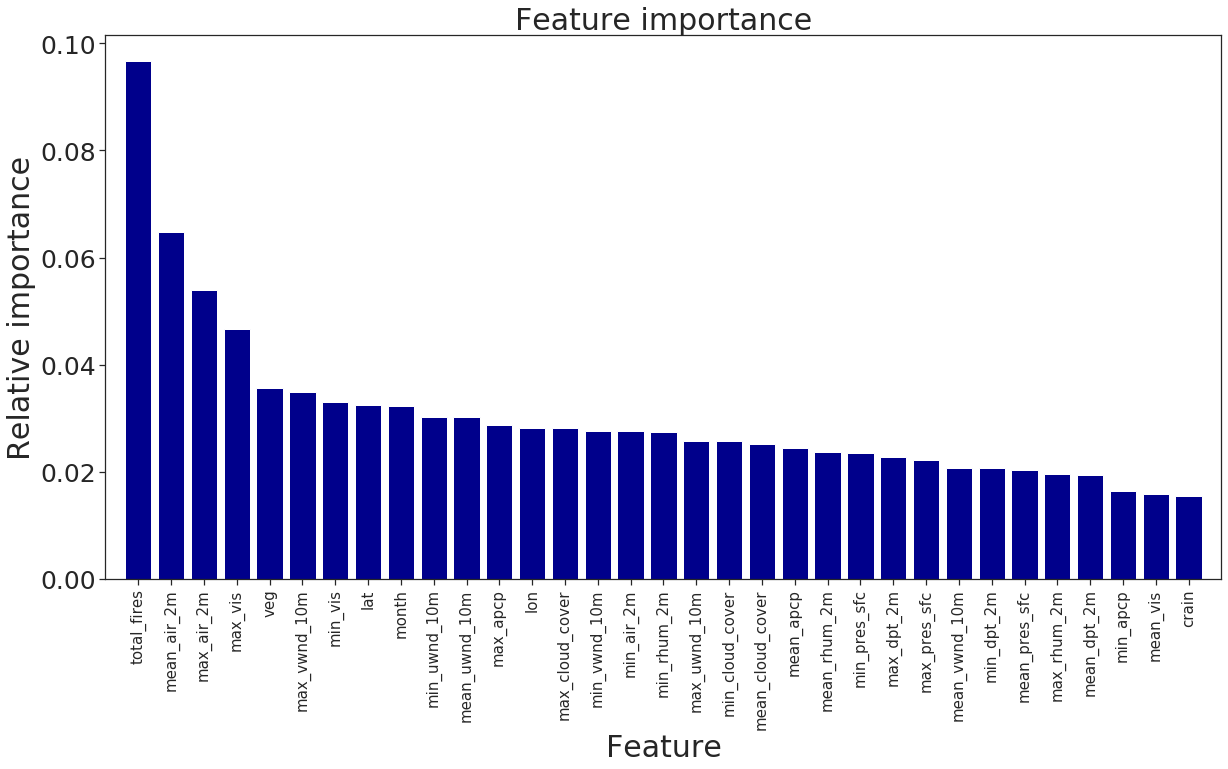 Feature importance
Relative importance
0.10
0.08
0.06
0.04
0.02
0.00
total_fires
mean_air_2m
max_air_2m
max_vis
veg
max_vwnd_10m
min_vis
lat
month
min_uwnd_10m
mean_uwnd_10m
max_apcp
lon
max_cloud_cover
min_vwnd_10m
min_air_2m
min_rhum_2m
max_uwnd_10m
min_cloud_cover
mean_cloud_cover
mean_apcp
mean_rhum_2m
min_pres_sfc
max_dpt_2m
max_pres_sfc
mean_vwnd_10m
min_dpt_2m
mean_pres_sfc
max_rhum_2m
mean_dpt_2m
min_apcp
mean_vis
crain
Feature